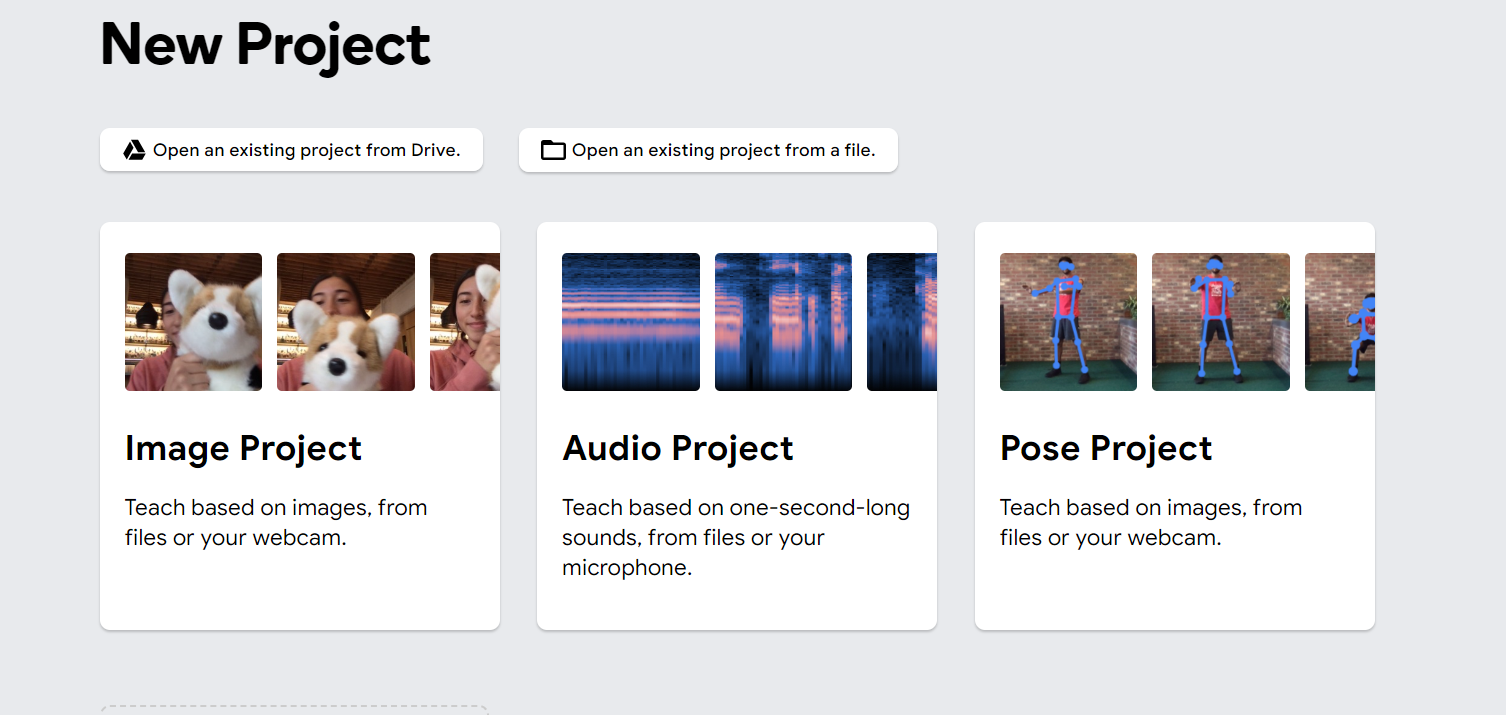 New Project
Open an existing project from Drive.
Open an existing project from a file.
Image Project
Teach based on images, from
files or your webcam.
Audio Project
Teach based on one-second-long
sounds, from files or your
microphone.
Pose Project
Teach based on images, from
files or your webcam.